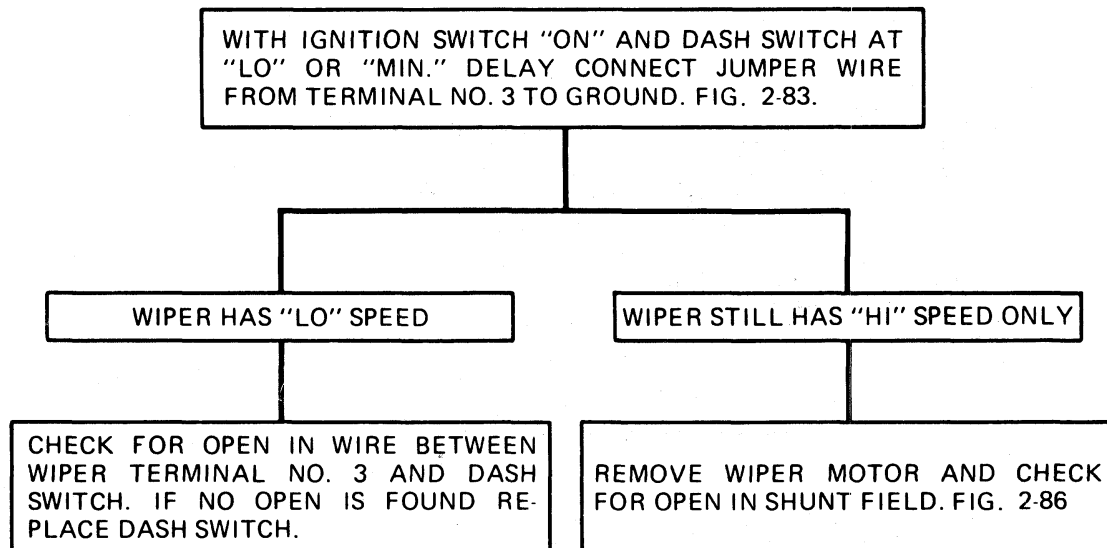 WITH IGNITION SWITCH "ON" AND DASH SWITCH AT
"LO" OR "MIN." DELAY CONNECT JUMPER WIRE
FROM TERMINAL NO. 3 TO GROUND. FIG. 2-83.
WIPER HAS "LO" SPEED
WIPER STILL HAS "HI" SPEED ONLY
CHECK FOR OPEN IN WIRE BETWEEN
WIPER TERMINAL NO. 3 AND DASH
SWITCH. IF NO OPEN IS FOUND RE-
PLACE DASH SWITCH.
REMOVE WIPER MOTOR AND CHECK
FOR OPEN IN SHUNT FIELD. FIG. 2-86